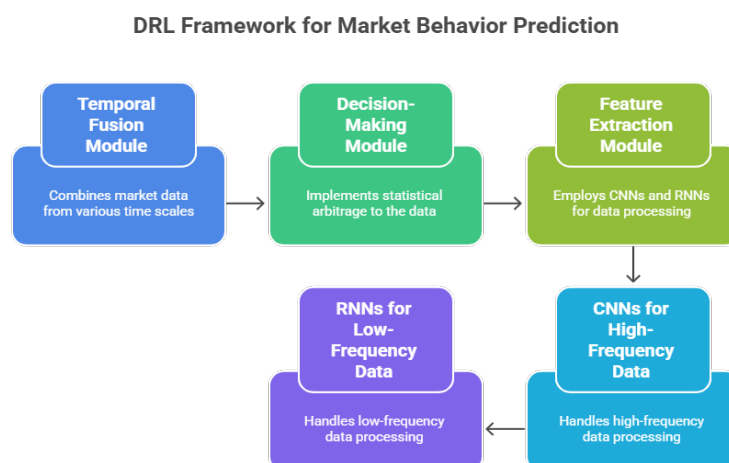 DRL Framework for Market Behavior Prediction
Temporal
Fusion
Module
Combines market data
from various time scales
Decision-
Making
Module
Implements statistical
arbitrage to the data
Feature
Extraction
Module
Employs CNNs and RNNs
for data processing
RNNs for
Low-
Frequency
Data
Handles low-frequency
data processing
CNNs for
High-
Frequency
Data
Handles high-frequency
data processing